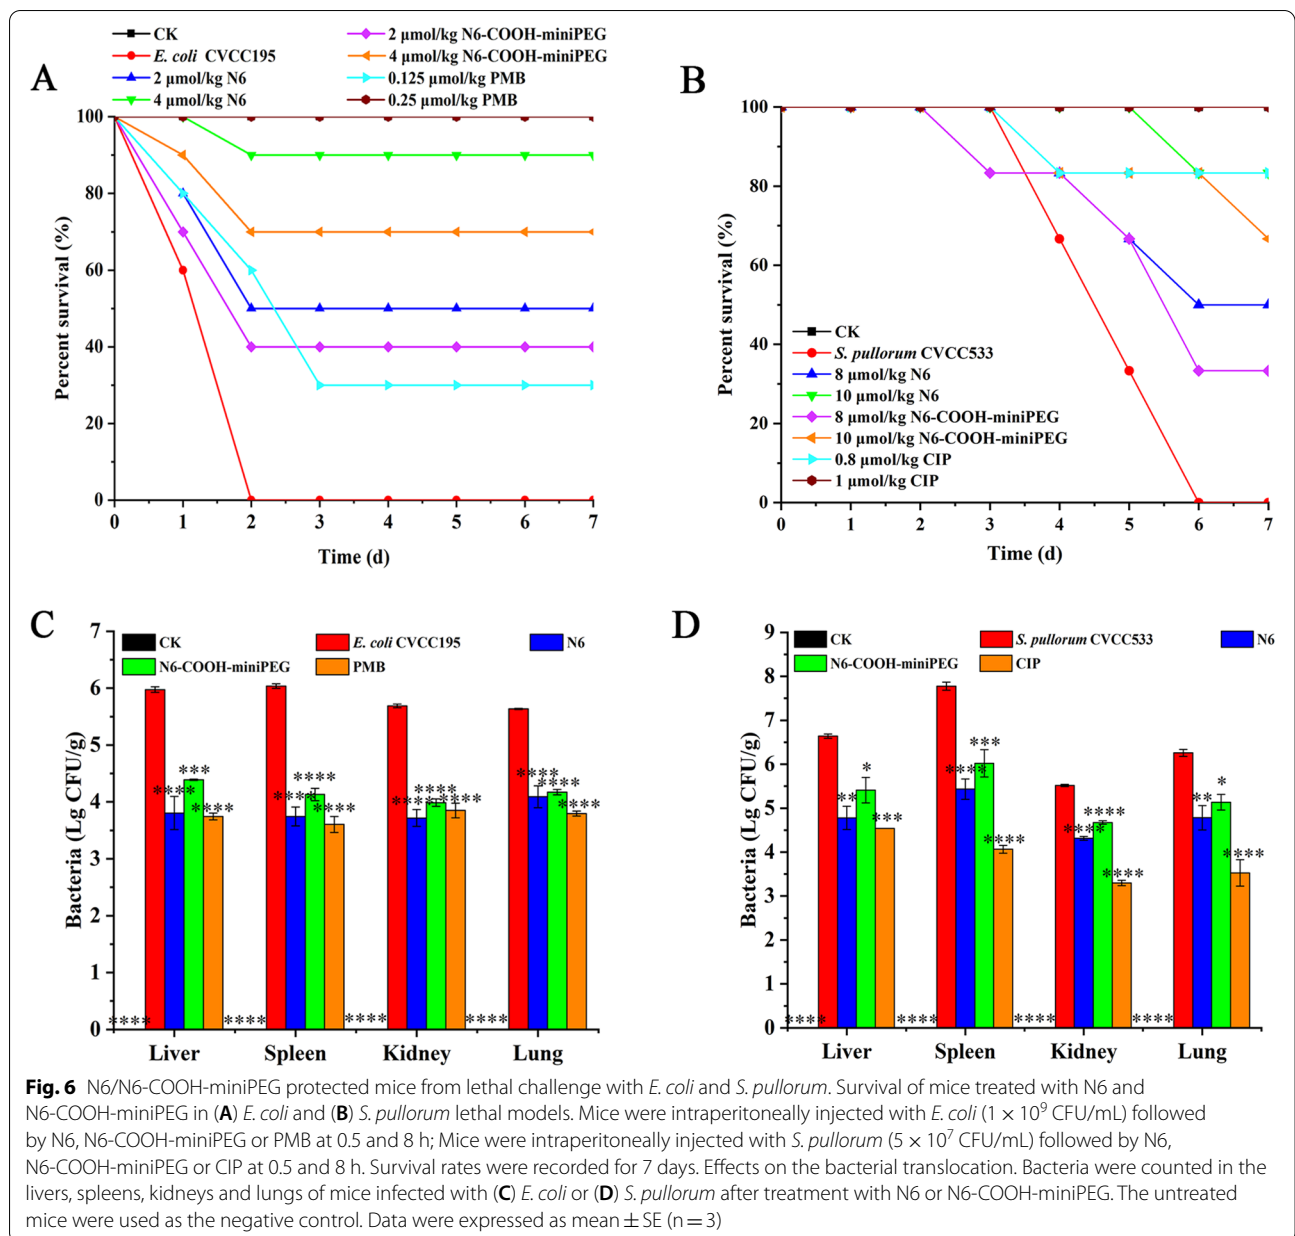 A
CK
E. coli CVCC195
2 μmol/kg N6
4 μmol/kg N6
2 μmol/kg N6-COOH-miniPEG
4 μmol/kg N6-COOH-miniPEG
0.125 μmol/kg PMB
0.25 μmol/kg PMB
Percent survival (%)
100
80
60
40
20
0
0 1 2 3 4 5 6 7
Time (d)
B
Percent survival (%)
100
80
60
40
20
0
CK
S. pullorum CVCC533
8 μmol/kg N6
10 μmol/kg N6
8 μmol/kg N6-COOH-miniPEG
10 μmol/kg N6-COOH-miniPEG
0.8 μmol/kg CIP
1 μmol/kg CIP
0 1 2 3 4 5 6 7
Time (d)
C
CK
E. coli CVCC195
N6
N6-COOH-miniPEG
PMB
Bacteria (Lg CFU/g)
7
6
5
4
3
2
1
0
**** *** ****
**** **** ****
**** **** ****
**** **** ****
**** **** **** ****
Liver Spleen Kidney Lung
D
CK
S. pullorum CVCC533
N6
N6-COOH-miniPEG
CIP
Bacteria (Lg CFU/g)
9
8
7
6
5
4
3
2
1
0
** * ***
**** *** ****
**** **** ****
** * ****
**** **** **** ****
Liver Spleen Kidney Lung
Fig. 6 N6/N6-COOH-miniPEG protected mice from lethal challenge with E. coli and S. pullorum. Survival of mice treated with N6 and
N6-COOH-miniPEG in (A) E. coli and (B) S. pullorum lethal models. Mice were intraperitoneally injected with E. coli (1 × 10⁹ CFU/mL) followed
by N6, N6-COOH-miniPEG or PMB at 0.5 and 8 h; Mice were intraperitoneally injected with S. pullorum (5 × 10⁷ CFU/mL) followed by N6,
N6-COOH-miniPEG or CIP at 0.5 and 8 h. Survival rates were recorded for 7 days. Effects on the bacterial translocation. Bacteria were counted in the
livers, spleens, kidneys and lungs of mice infected with (C) E. coli or (D) S. pullorum after treatment with N6 or N6-COOH-miniPEG. The untreated
mice were used as the negative control. Data were expressed as mean ± SE (n = 3)